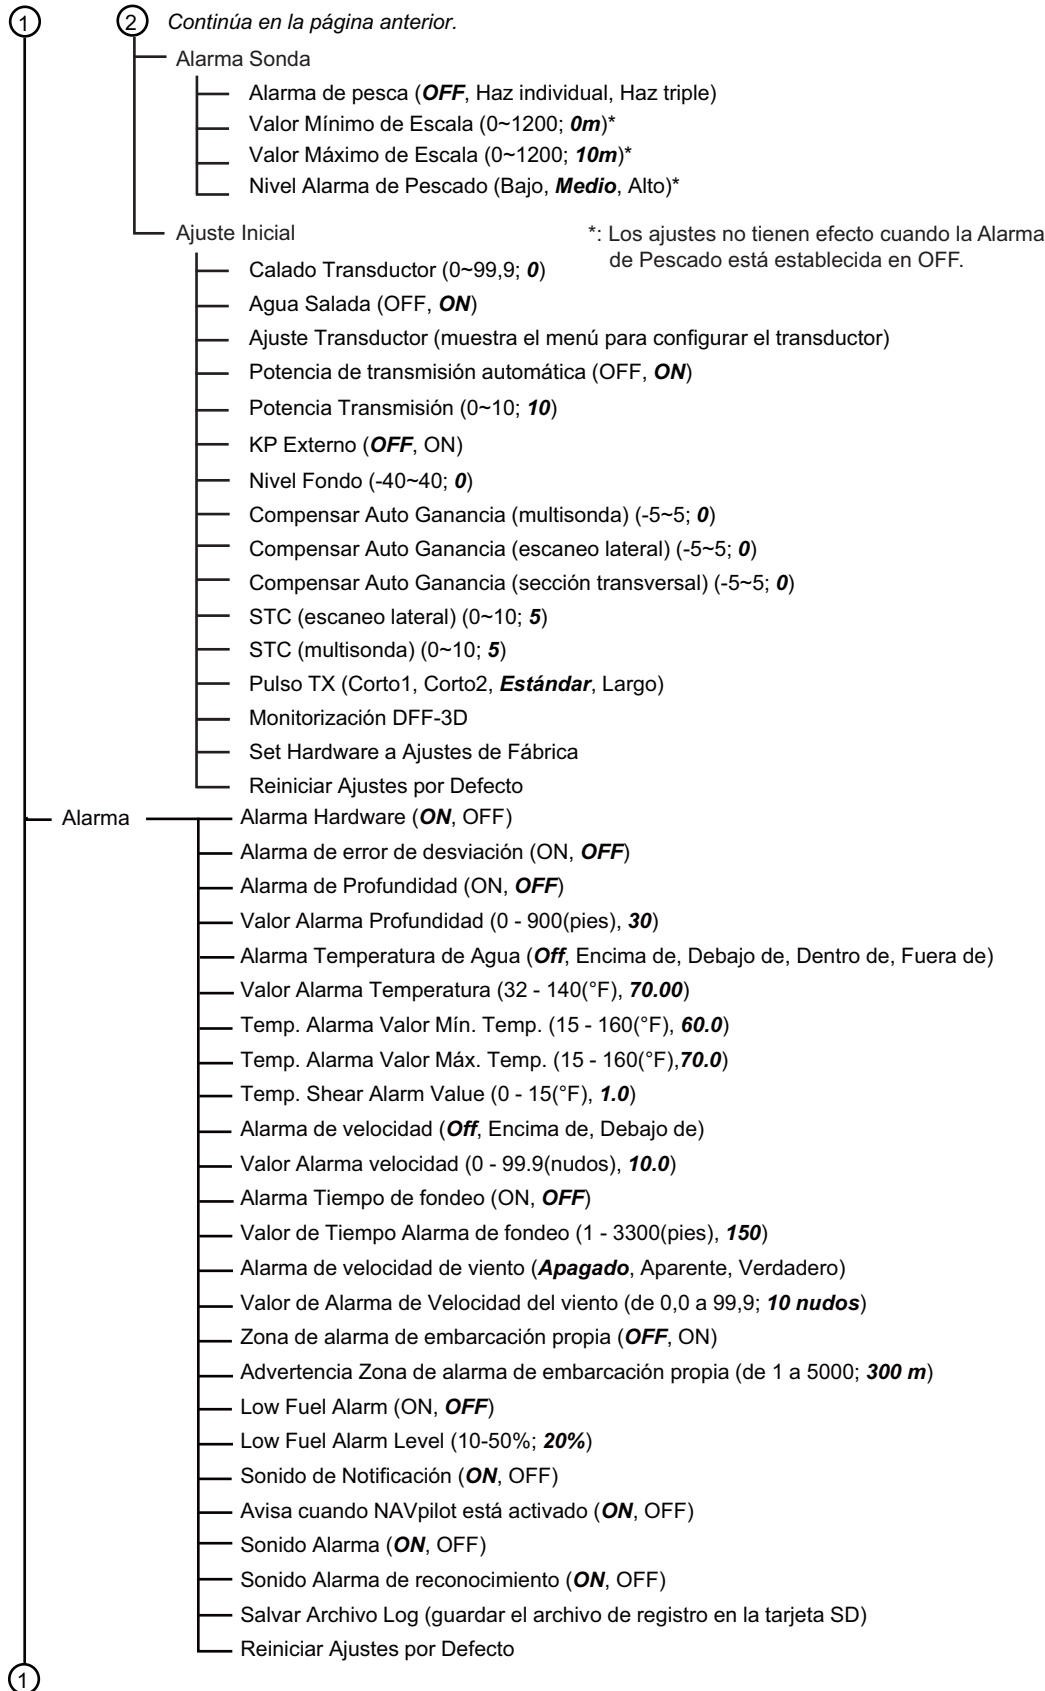 1
2 Continúa en la página anterior.
Alarma Sonda
Alarma de pesca (OFF, Haz individual, Haz triple)
Valor Mínimo de Escala (0~1200; 0m)*
Valor Máximo de Escala (0~1200; 10m)*
Nivel Alarma de Pescado (Bajo, Medio, Alto)*
Ajuste Inicial
*: Los ajustes no tienen efecto cuando la Alarma
de Pescado está establecida en OFF.
Calado Transductor (0~99,9; 0)
Agua Salada (OFF, ON)
Ajuste Transductor (muestra el menú para configurar el transductor)
Potencia de transmisión automática (OFF, ON)
Potencia Transmisión (0~10; 10)
KP Externo (OFF, ON)
Nivel Fondo (-40~40; 0)
Compensar Auto Ganancia (multisonda) (-5~5; 0)
Compensar Auto Ganancia (escaneo lateral) (-5~5; 0)
Compensar Auto Ganancia (sección transversal) (-5~5; 0)
STC (escaneo lateral) (0~10; 5)
STC (multisonda) (0~10; 5)
Pulso TX (Corto1, Corto2, Estándar, Largo)
Monitorización DFF-3D
Set Hardware a Ajustes de Fábrica
Reiniciar Ajustes por Defecto
Alarma
Alarma Hardware (ON, OFF)
Alarma de error de desviación (ON, OFF)
Alarma de Profundidad (ON, OFF)
Valor Alarma Profundidad (0 - 900(pies), 30)
Alarma Temperatura de Agua (Off, Encima de, Debajo de, Dentro de, Fuera de)
Valor Alarma Temperatura (32 - 140(°F), 70.00)
Temp. Alarma Valor Mín. Temp. (15 - 160(°F), 60.0)
Temp. Alarma Valor Máx. Temp. (15 - 160(°F),70.0)
Temp. Shear Alarm Value (0 - 15(°F), 1.0)
Alarma de velocidad (Off, Encima de, Debajo de)
Valor Alarma velocidad (0 - 99.9(nudos), 10.0)
Alarma Tiempo de fondeo (ON, OFF)
Valor de Tiempo Alarma de fondeo (1 - 3300(pies), 150)
Alarma de velocidad de viento (Apagado, Aparente, Verdadero)
Valor de Alarma de Velocidad del viento (de 0,0 a 99,9; 10 nudos)
Zona de alarma de embarcación propia (OFF, ON)
Advertencia Zona de alarma de embarcación propia (de 1 a 5000; 300 m)
Low Fuel Alarm (ON, OFF)
Low Fuel Alarm Level (10-50%; 20%)
Sonido de Notificación (ON, OFF)
Avisa cuando NAVpilot está activado (ON, OFF)
Sonido Alarma (ON, OFF)
Sonido Alarma de reconocimiento (ON, OFF)
Salvar Archivo Log (guardar el archivo de registro en la tarjeta SD)
Reiniciar Ajustes por Defecto
1